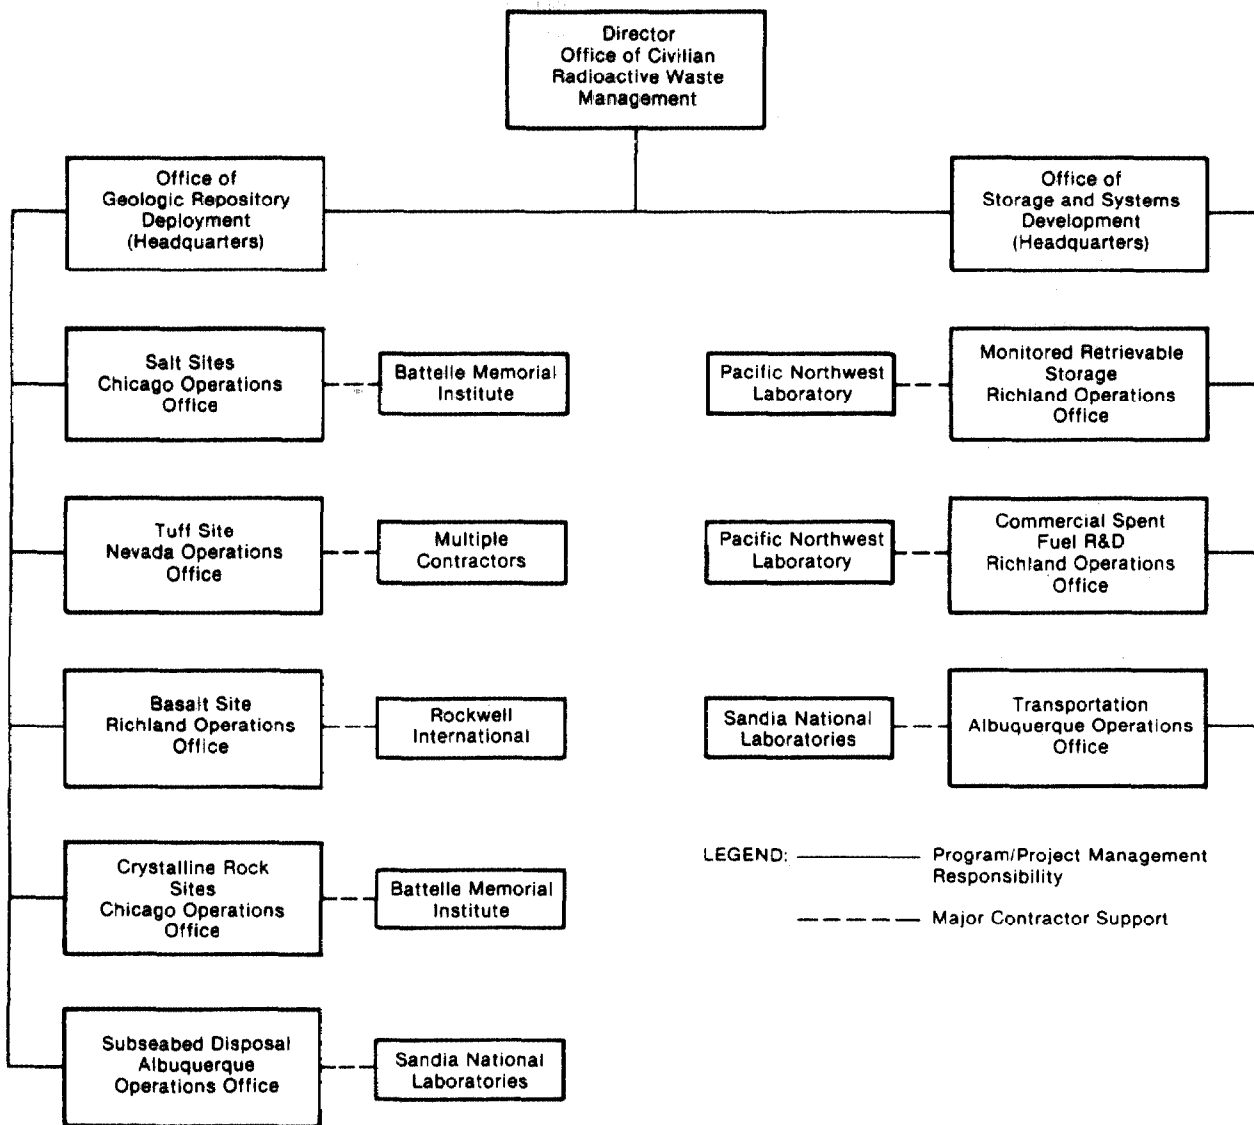 Director
Office of Civilian
Radioactive Waste
Management
Office of
Geologic Repository
Deployment
(Headquarters)
Office of
Storage and Systems
Development
(Headquarters)
Salt Sites
Chicago Operations
Office
Battelle Memorial
Institute
Pacific Northwest
Laboratory
Monitored Retrievable
Storage
Richland Operations
Office
Tuff Site
Nevada Operations
Office
Multiple
Contractors
Pacific Northwest
Laboratory
Commercial Spent
Fuel R&D
Richland Operations
Office
Basalt Site
Richland Operations
Office
Rockwell
International
Sandia National
Laboratories
Transportation
Albuquerque Operations
Office
Crystalline Rock
Sites
Chicago Operations
Office
Battelle Memorial
Institute
LEGEND: Program/Project Management
Responsibility
Major Contractor Support
Subseabed Disposal
Albuquerque
Operations Office
Sandia National
Laboratories